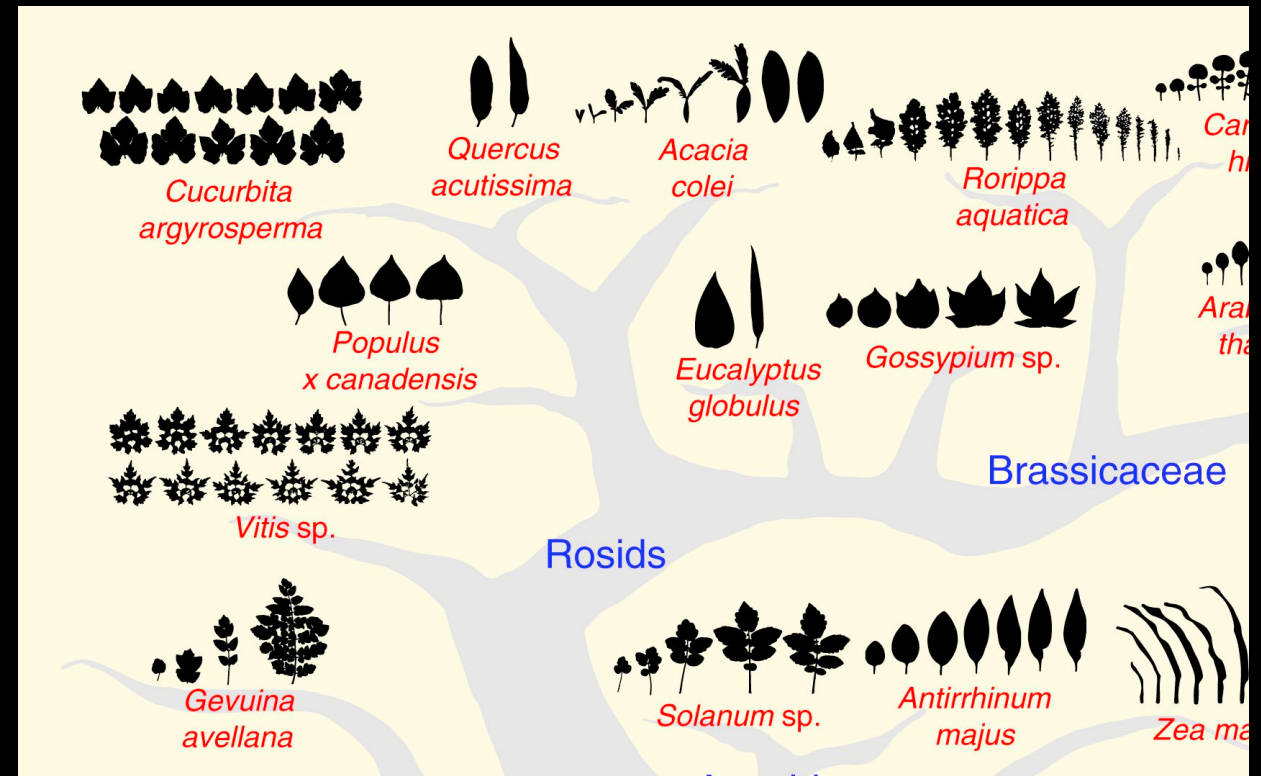 Cucurbita
argyrosperma
Quercus
acutissima
Acacia
colei
Rorippa
aquatica
Populus
x canadensis
Eucalyptus
globulus
Gossypium sp.
Brassicaceae
Vitis sp.
Rosids
Gevuina
avellana
Solanum sp.
Antirrhinum
majus
Zea